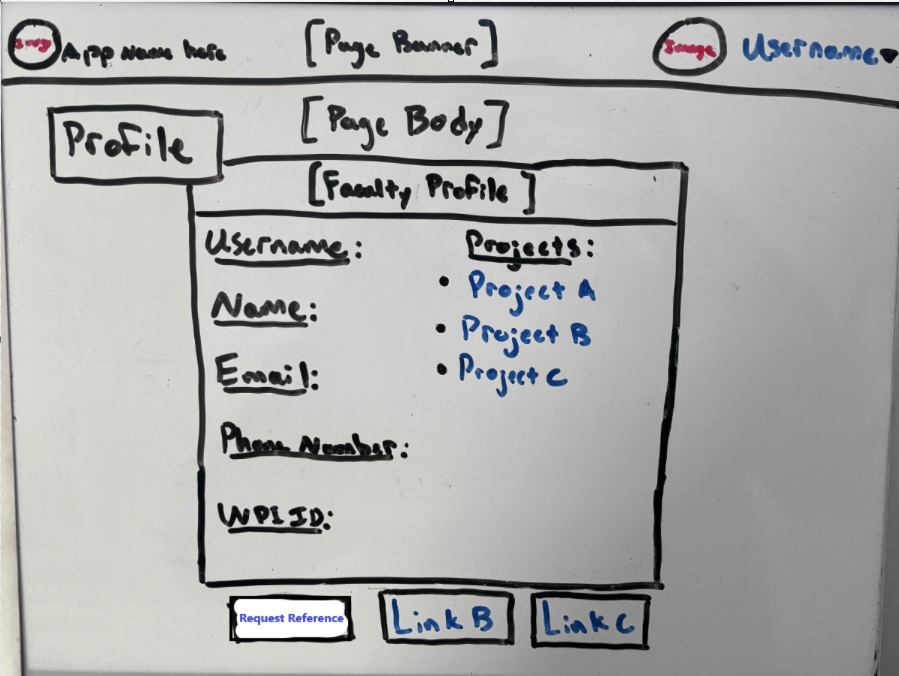 Image App Name here [Page Banner] Image Username
[Page Body]
Profile
[Faculty Profile]
Username: Projects:
• Project A
Name:
• Project B
Email:
• Project C
Phone Number:
WPI ID:
Request Reference Link B Link C